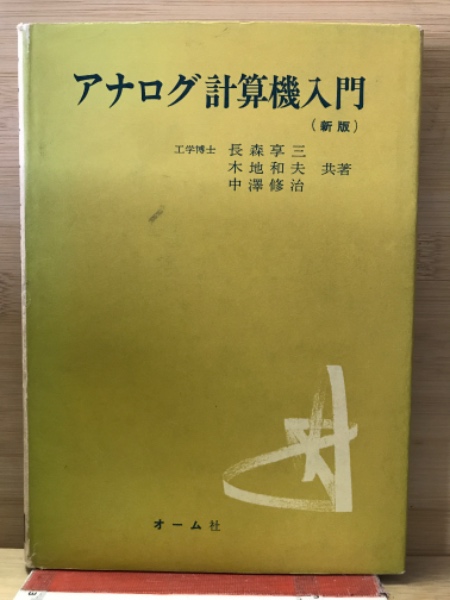 アナログ計算機入門
(新版)
工学博士 長森享三
木地和夫 共著
中澤修治
オーム社